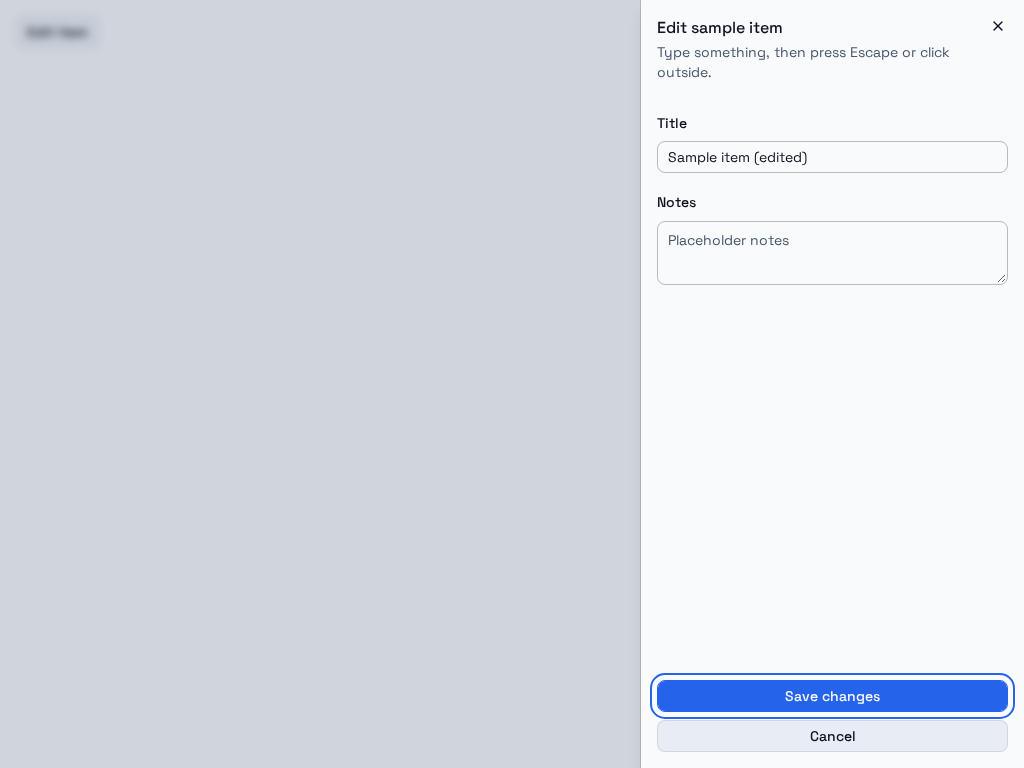 Edit sample item
Type something, then press Escape or click
outside.
Title
Sample item (edited)
Notes
Placeholder notes
Save changes
Cancel